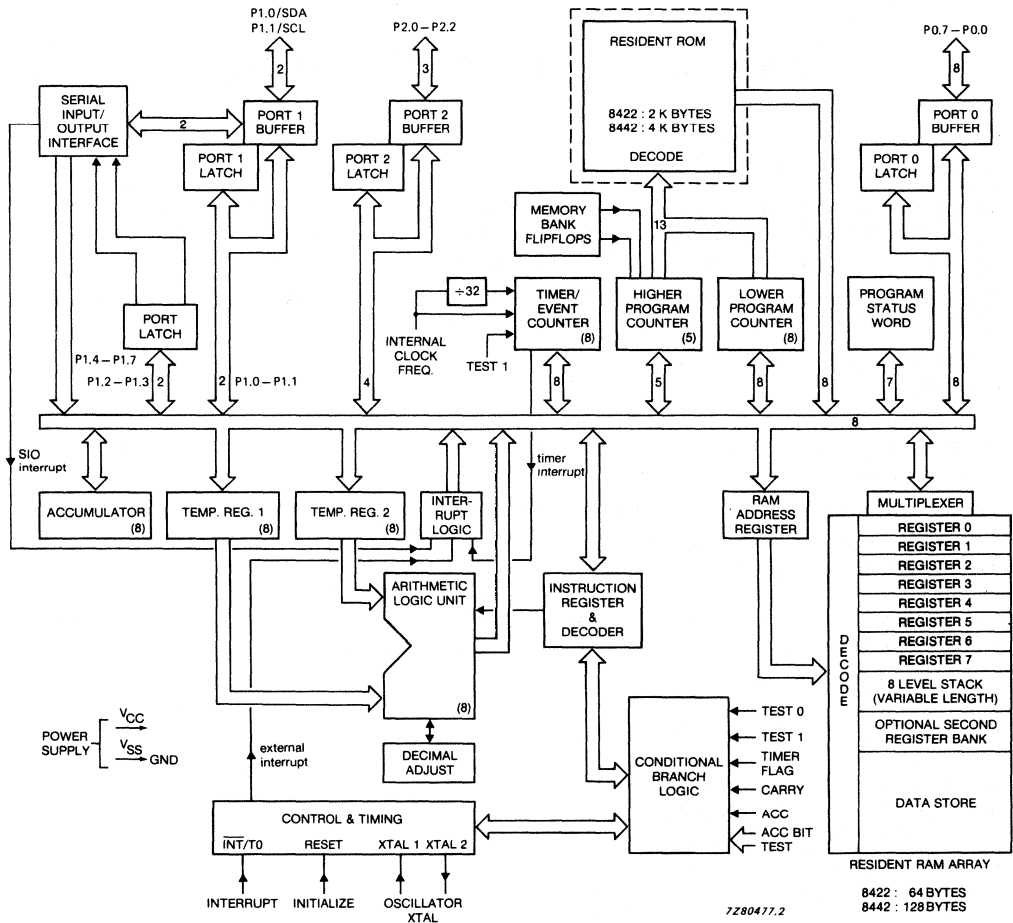 P1.0/SDA
P1.1/SCL
P2.0–P2.2
P0.7–P0.0
2
3
8
SERIAL
INPUT/
OUTPUT
INTERFACE
2
PORT 1
BUFFER
PORT 1
LATCH
PORT 2
BUFFER
PORT 2
LATCH
RESIDENT ROM
8422 : 2 K BYTES
8442 : 4 K BYTES
DECODE
PORT 0
BUFFER
PORT 0
LATCH
MEMORY
BANK
FLIPFLOPS
13
÷32
TIMER/
EVENT
COUNTER
(8)
HIGHER
PROGRAM
COUNTER
(5)
LOWER
PROGRAM
COUNTER
(8)
PROGRAM
STATUS
WORD
PORT
LATCH
INTERNAL
CLOCK
FREQ.
TEST 1
P1.4–P1.7
P1.2–P1.3
2
2
P1.0–P1.1
4
8
5
8
8
7
8
8
SIO
interrupt
timer
interrupt
ACCUMULATOR
(8)
TEMP. REG. 1
(8)
TEMP. REG. 2
(8)
INTER-
RUPT
LOGIC
RAM
ADDRESS
REGISTER
MULTIPLEXER
REGISTER 0
REGISTER 1
REGISTER 2
REGISTER 3
REGISTER 4
REGISTER 5
REGISTER 6
REGISTER 7
8 LEVEL STACK
(VARIABLE LENGTH)
OPTIONAL SECOND
REGISTER BANK
DATA STORE
DECODE
ARITHMETIC
LOGIC UNIT
(8)
INSTRUCTION
REGISTER
&
DECODER
DECIMAL
ADJUST
POWER
SUPPLY
VCC
VSS
GND
external
interrupt
CONDITIONAL
BRANCH
LOGIC
TEST 0
TEST 1
TIMER
FLAG
CARRY
ACC
ACC BIT
TEST
CONTROL & TIMING
INT/T0
RESET
XTAL 1
XTAL 2
INTERRUPT
INITIALIZE
OSCILLATOR
XTAL
RESIDENT RAM ARRAY
8422 : 64 BYTES
8442 : 128 BYTES
7Z80477.2